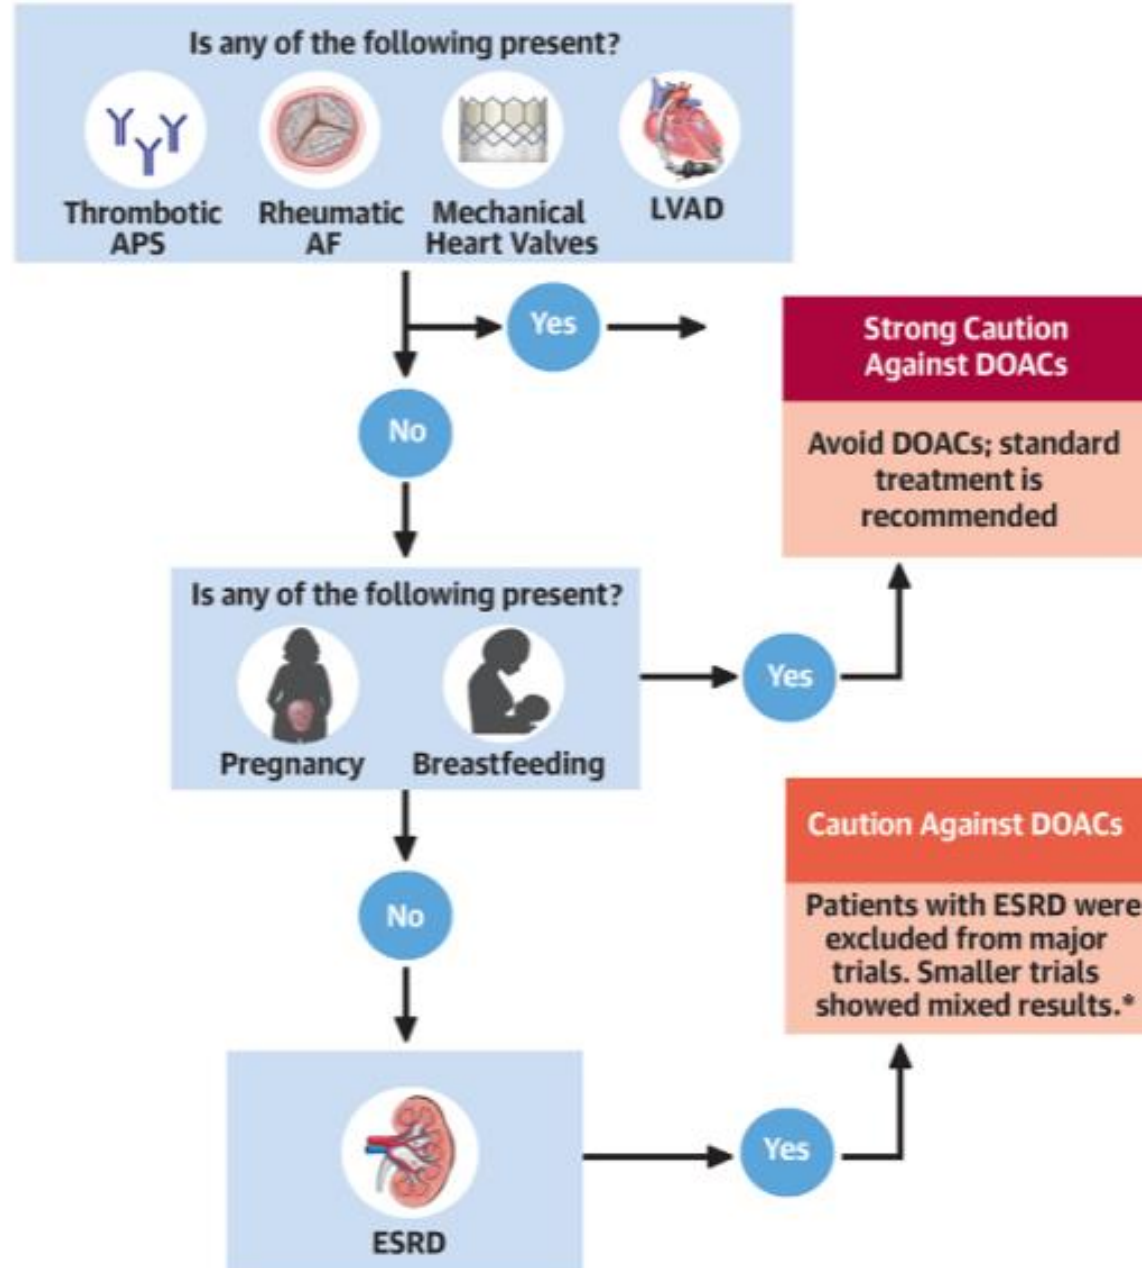 Is any of the following present?
Thrombotic
APS
Rheumatic
AF
Mechanical
Heart Valves
LVAD
Yes
Strong Caution
Against DOACs
Avoid DOACs; standard
treatment is
recommended
No
Is any of the following present?
Pregnancy
Breastfeeding
Yes
Caution Against DOACs
Patients with ESRD were
excluded from major
trials. Smaller trials
showed mixed results.*
No
ESRD
Yes